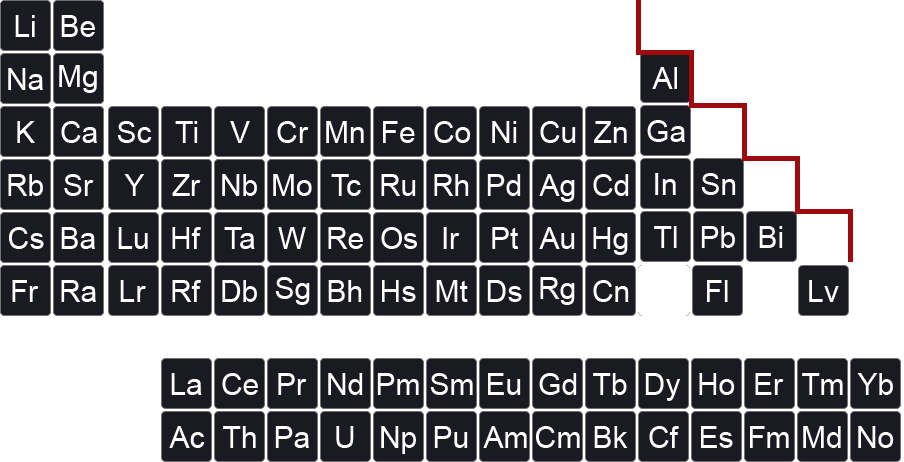 Li Be
Na Mg Al
K Ca Sc Ti V Cr Mn Fe Co Ni Cu Zn Ga
Rb Sr Y Zr Nb Mo Tc Ru Rh Pd Ag Cd In Sn
Cs Ba Lu Hf Ta W Re Os Ir Pt Au Hg Tl Pb Bi
Fr Ra Lr Rf Db Sg Bh Hs Mt Ds Rg Cn Fl Lv
La Ce Pr Nd Pm Sm Eu Gd Tb Dy Ho Er Tm Yb
Ac Th Pa U Np Pu Am Cm Bk Cf Es Fm Md No